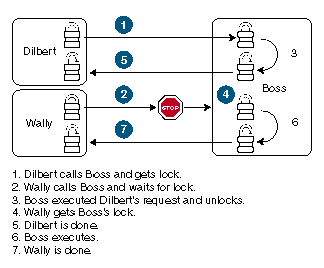 1
Dilbert
5
3
Boss
2
STOP
4
Wally
7
6
1. Dilbert calls Boss and gets lock.
2. Wally calls Boss and waits for lock.
3. Boss executed Dilbert's request and unlocks.
4. Wally gets Boss's lock.
5. Dilbert is done.
6. Boss executes.
7. Wally is done.